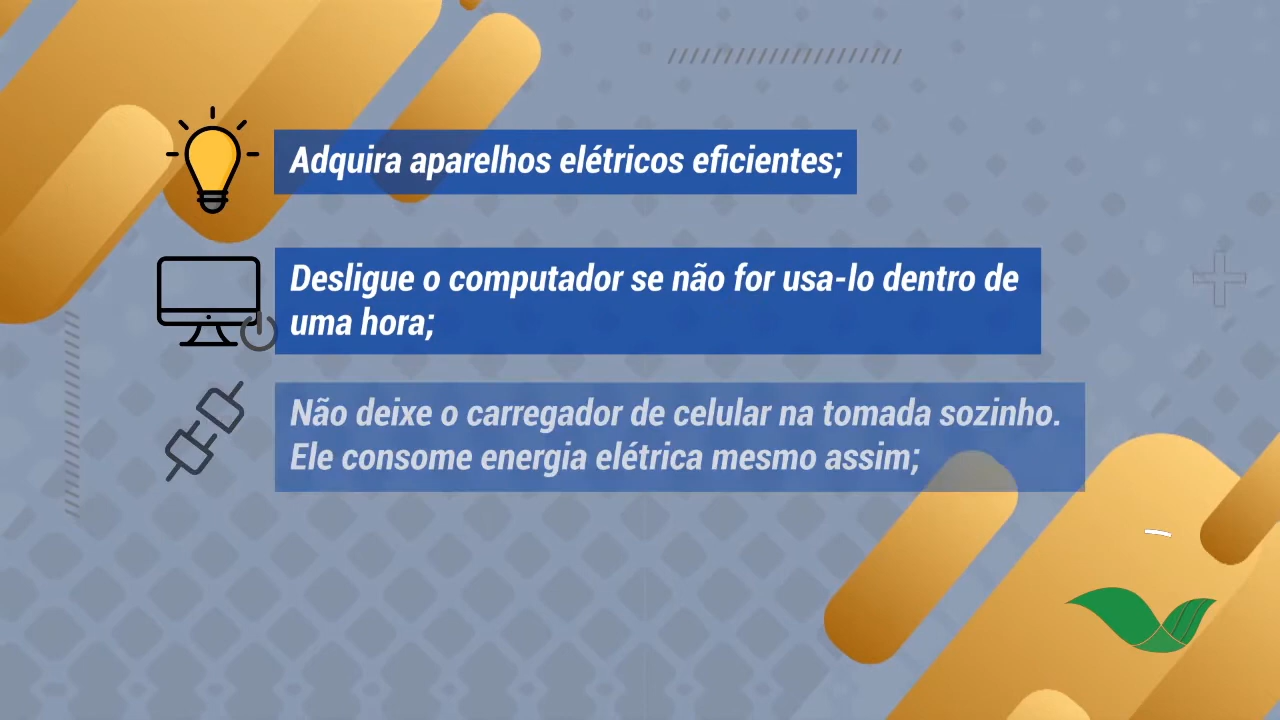 Adquira aparelhos elétricos eficientes;
Desligue o computador se não for usa-lo dentro de
uma hora;
Não deixe o carregador de celular na tomada sozinho.
Ele consome energia elétrica mesmo assim;